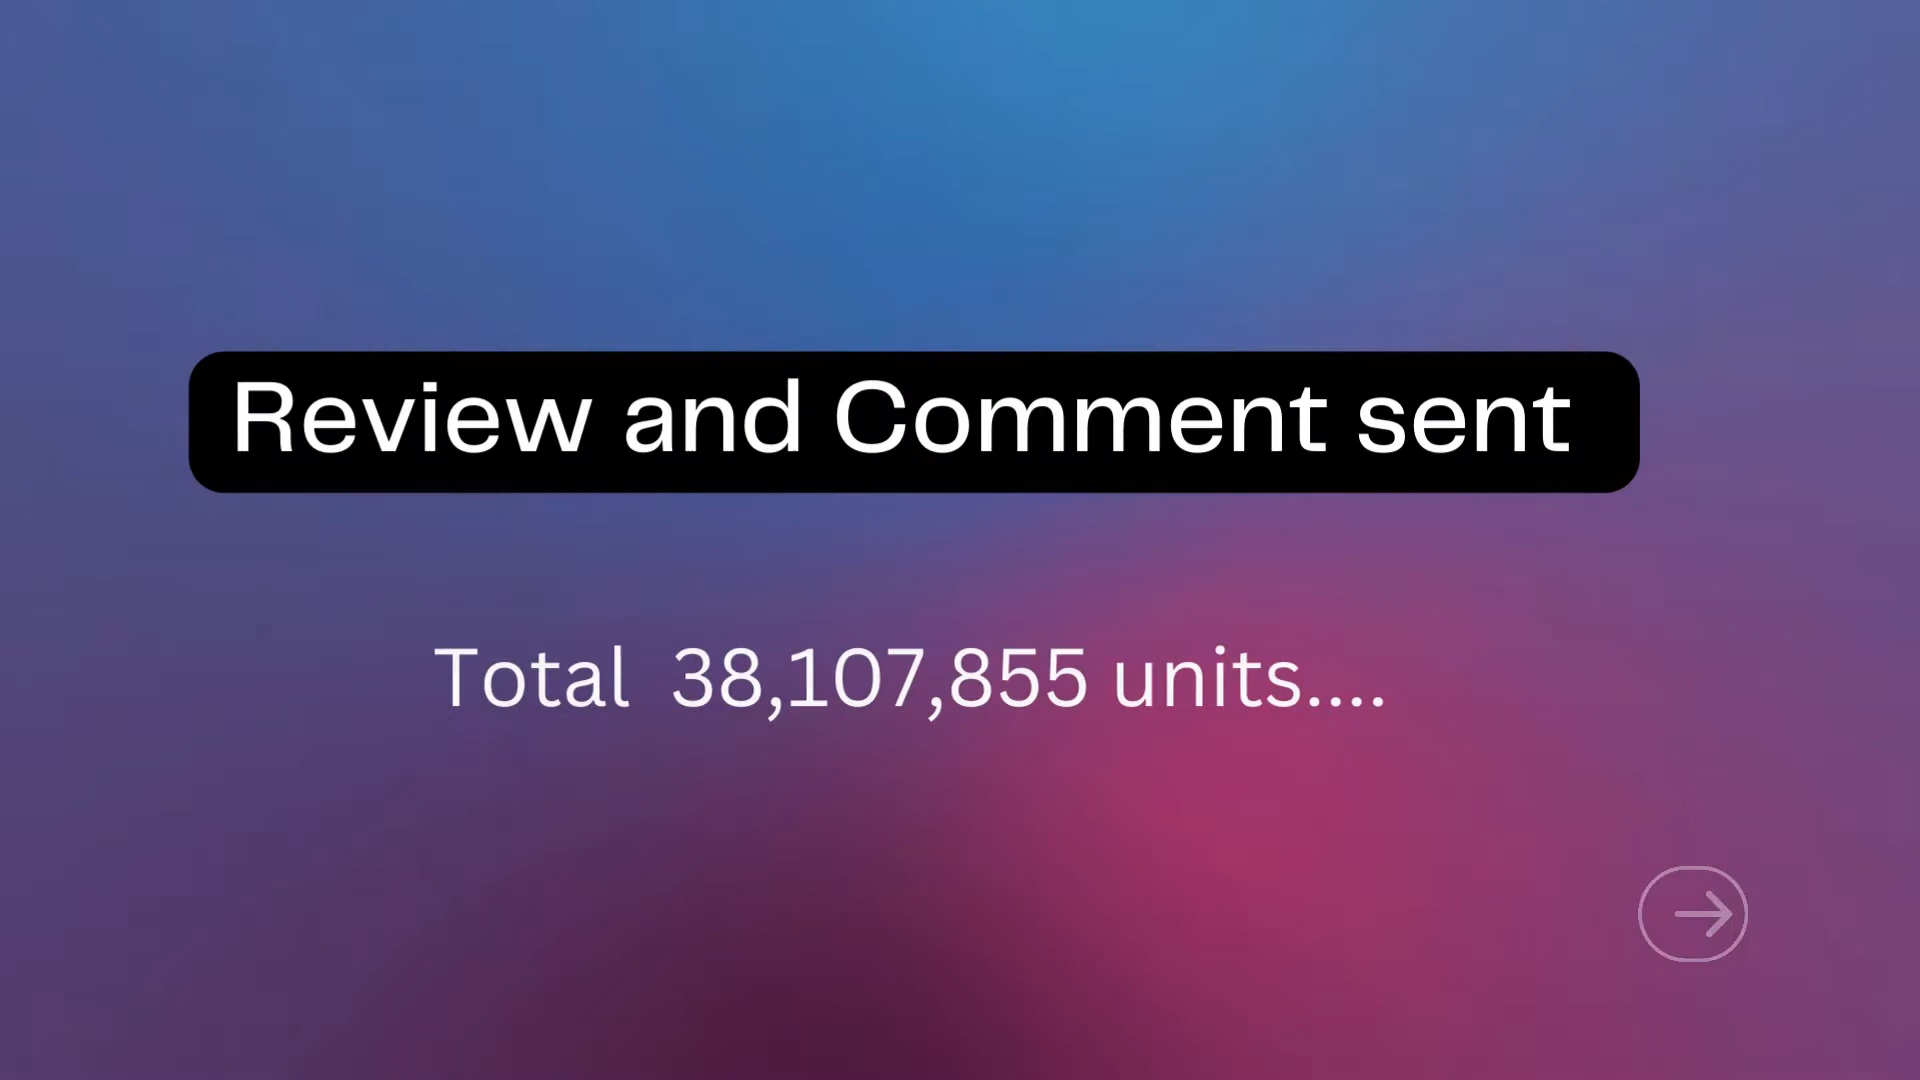 Review and Comment sent
Total 38,107,855 units....